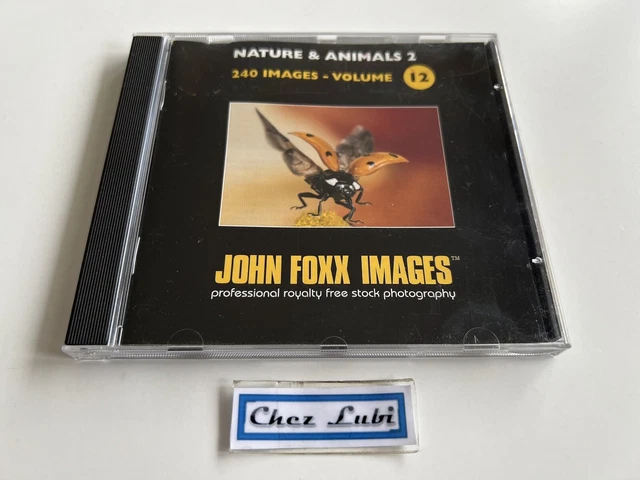 NATURE & ANIMALS 2
240 IMAGES - VOLUME 12
JOHN FOXX IMAGES™
professional royalty free stock photography
Chez Lubi